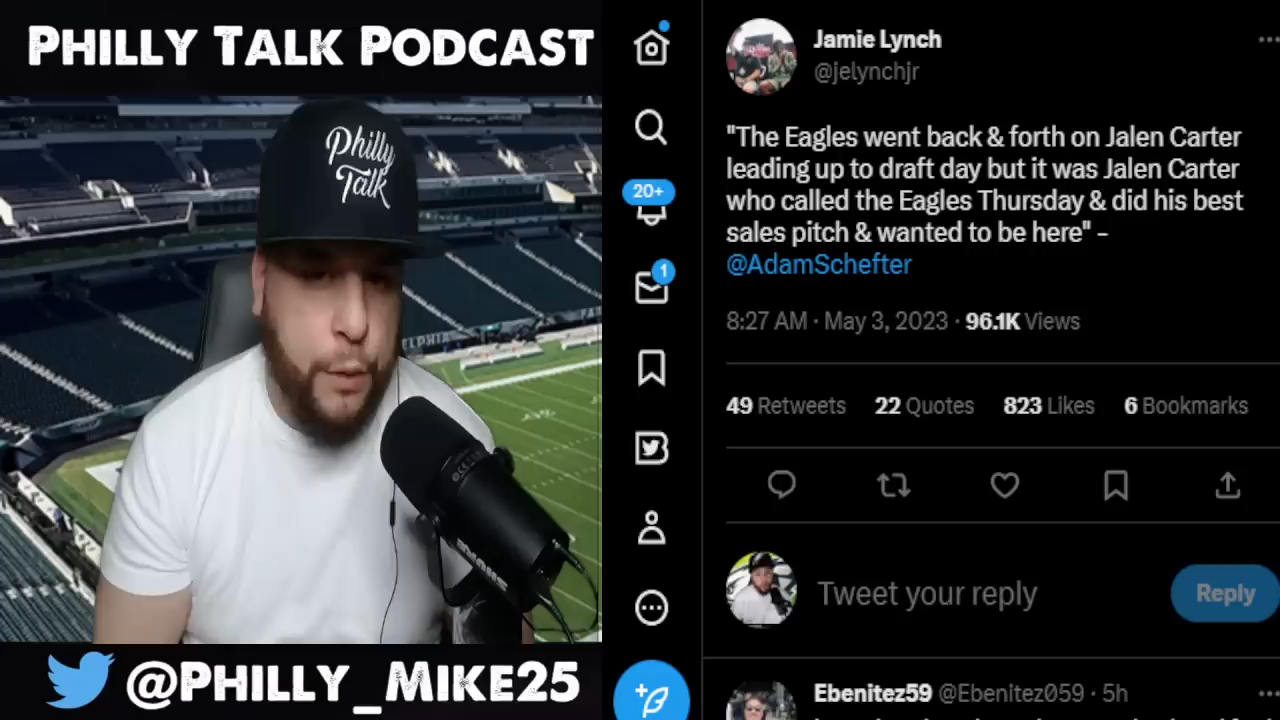 PHILLY TALK PODCAST
Philly
Talk
@PHILLY_MIKE25
20+
1
Jamie Lynch
@jelynchjr
"The Eagles went back & forth on Jalen Carter
leading up to draft day but it was Jalen Carter
who called the Eagles Thursday & did his best
sales pitch & wanted to be here" –
@AdamSchefter
8:27 AM · May 3, 2023 · 96.1K Views
49 Retweets 22 Quotes 823 Likes 6 Bookmarks
Tweet your reply
Reply
Ebenitez59 @Ebenitez059 · 5h